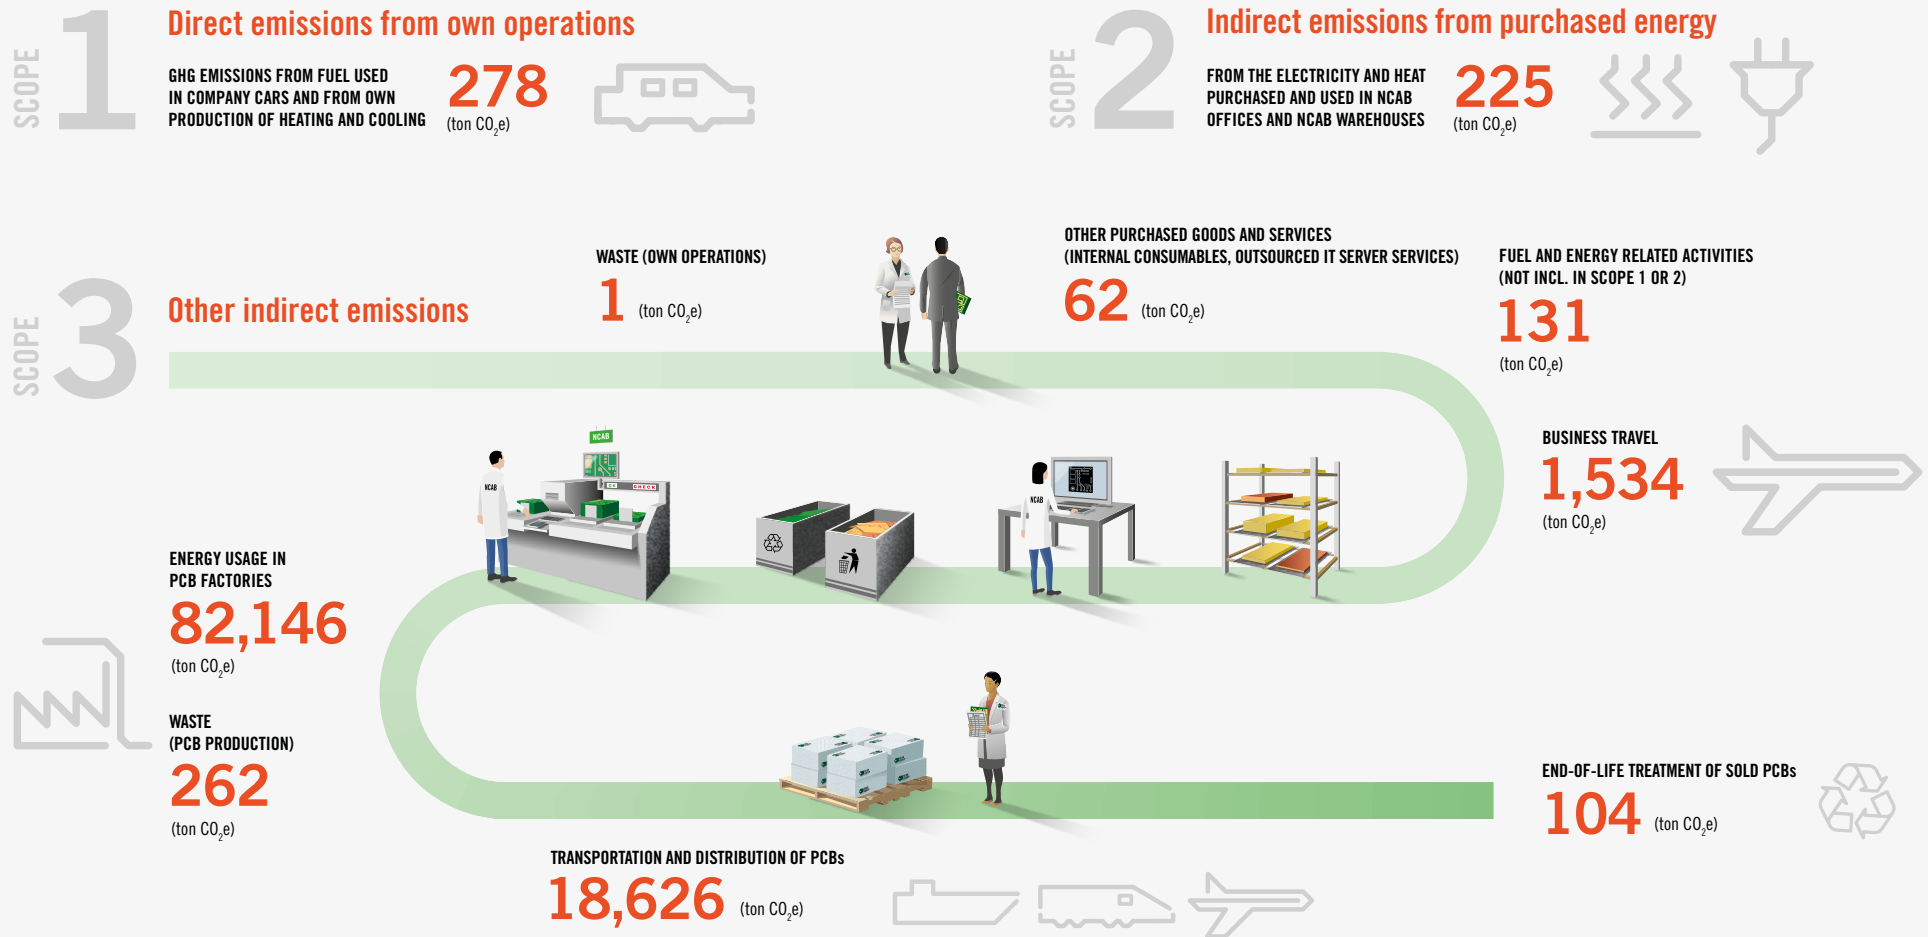 SCOPE 1
Direct emissions from own operations
GHG EMISSIONS FROM FUEL USED
IN COMPANY CARS AND FROM OWN
PRODUCTION OF HEATING AND COOLING
278
(ton CO₂e)
SCOPE 2
Indirect emissions from purchased energy
FROM THE ELECTRICITY AND HEAT
PURCHASED AND USED IN NCAB
OFFICES AND NCAB WAREHOUSES
225
(ton CO₂e)
SCOPE 3
Other indirect emissions
WASTE (OWN OPERATIONS)
1 (ton CO₂e)
OTHER PURCHASED GOODS AND SERVICES
(INTERNAL CONSUMABLES, OUTSOURCED IT SERVER SERVICES)
62 (ton CO₂e)
FUEL AND ENERGY RELATED ACTIVITIES
(NOT INCL. IN SCOPE 1 OR 2)
131
(ton CO₂e)
BUSINESS TRAVEL
1,534
(ton CO₂e)
NCAB
NCAB
CHECK
NCAB
ENERGY USAGE IN
PCB FACTORIES
82,146
(ton CO₂e)
WASTE
(PCB PRODUCTION)
262
(ton CO₂e)
TRANSPORTATION AND DISTRIBUTION OF PCBs
18,626 (ton CO₂e)
END-OF-LIFE TREATMENT OF SOLD PCBs
104 (ton CO₂e)